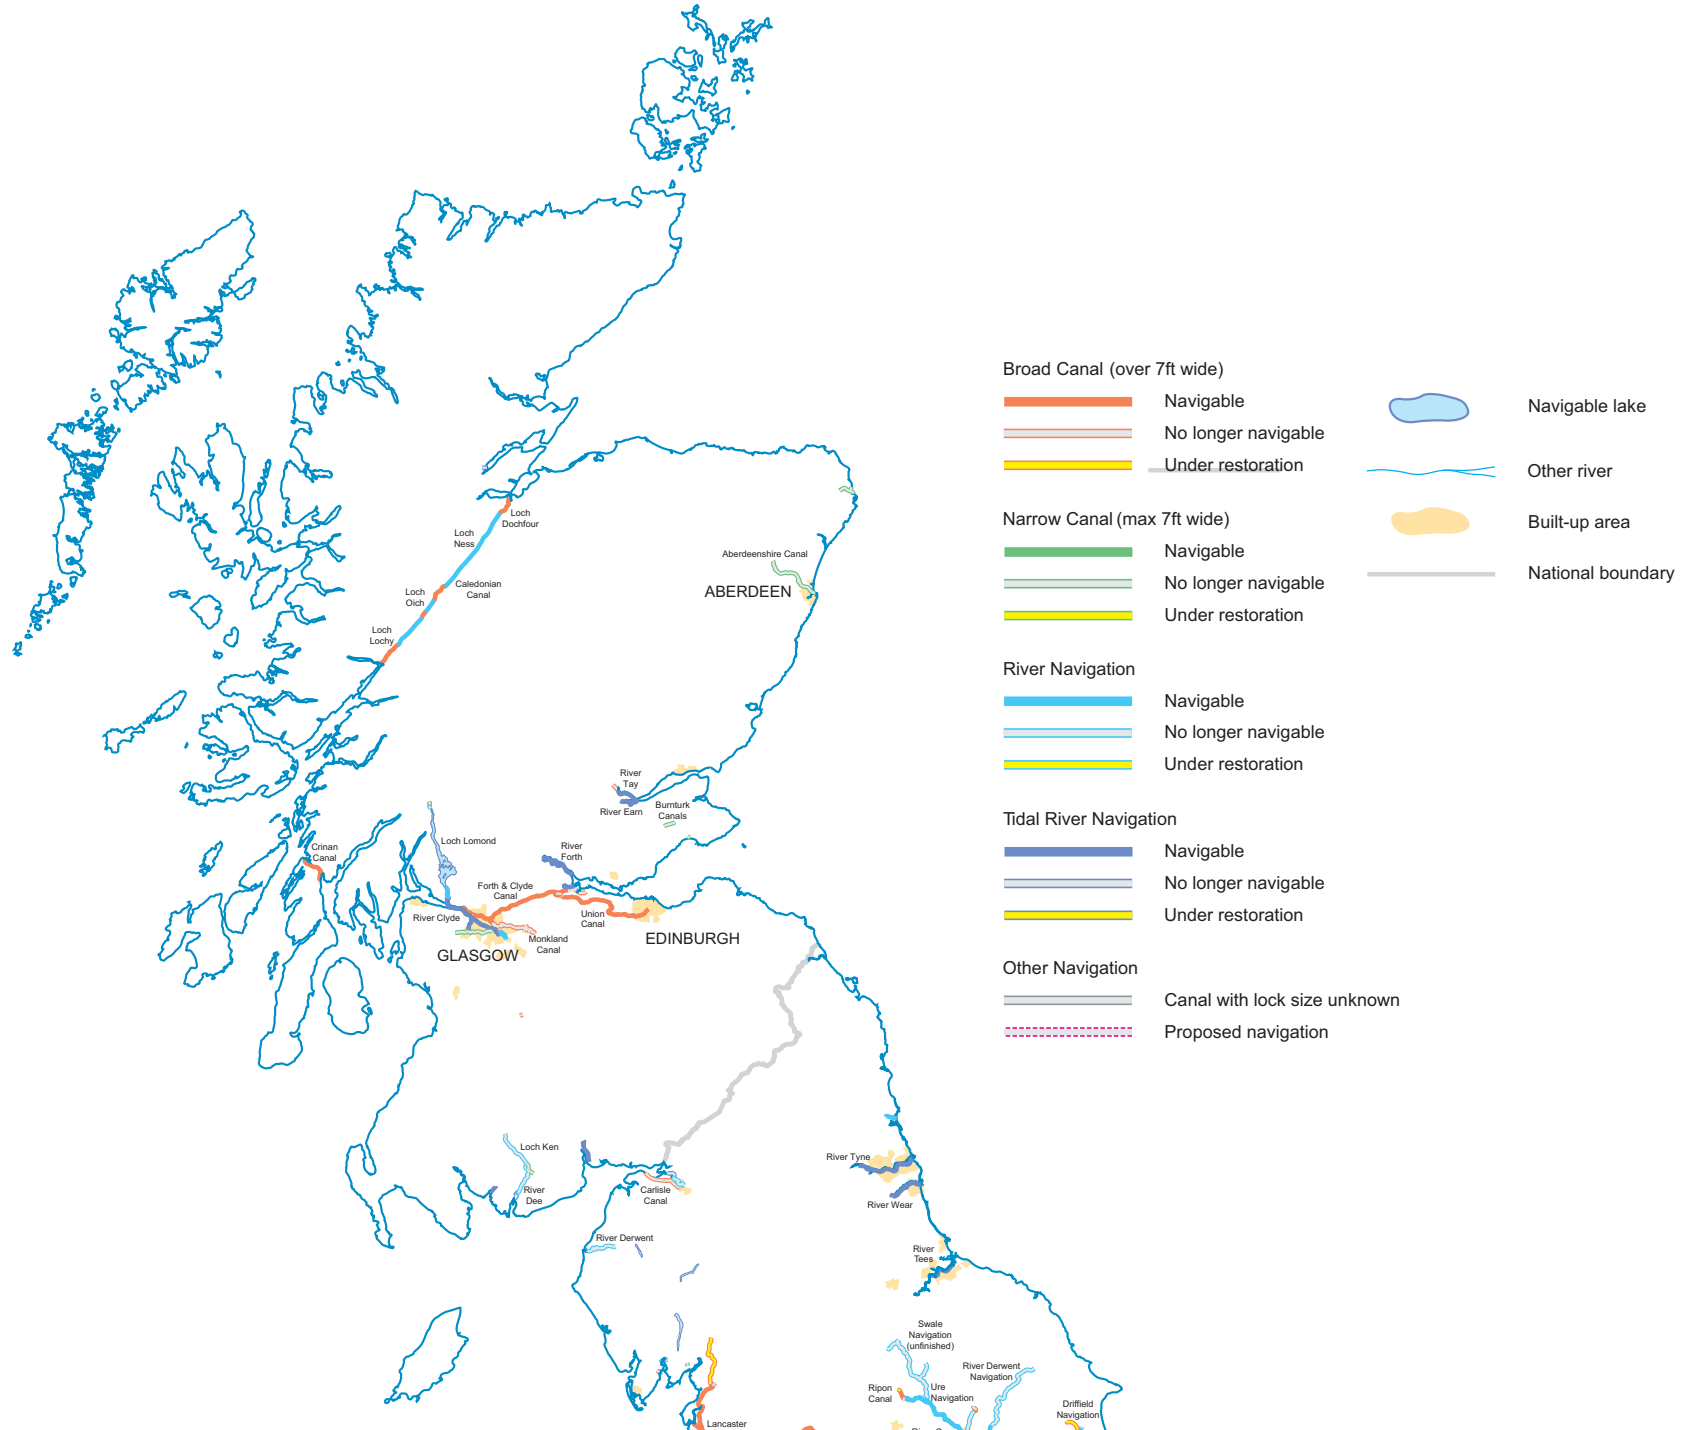 Broad Canal (over 7ft wide)
Navigable
No longer navigable
Under restoration
Navigable lake
Other river
Built-up area
National boundary
Narrow Canal (max 7ft wide)
Navigable
No longer navigable
Under restoration
River Navigation
Navigable
No longer navigable
Under restoration
Tidal River Navigation
Navigable
No longer navigable
Under restoration
Other Navigation
Canal with lock size unknown
Proposed navigation
Loch
Dochfour
Loch
Ness
Caledonian
Canal
Loch
Oich
Loch
Lochy
Aberdeenshire Canal
ABERDEEN
River
Tay
River Earn
Burnturk
Canals
Loch Lomond
Crinan
Canal
River
Forth
Forth & Clyde
Canal
River Clyde
Union
Canal
EDINBURGH
Monkland
Canal
GLASGOW
Loch Ken
River
Dee
Carlisle
Canal
River Tyne
River Wear
River Derwent
River
Tees
Swale
Navigation
(unfinished)
River Derwent
Navigation
Ripon
Canal
Ure
Navigation
Driffield
Navigation
Lancaster